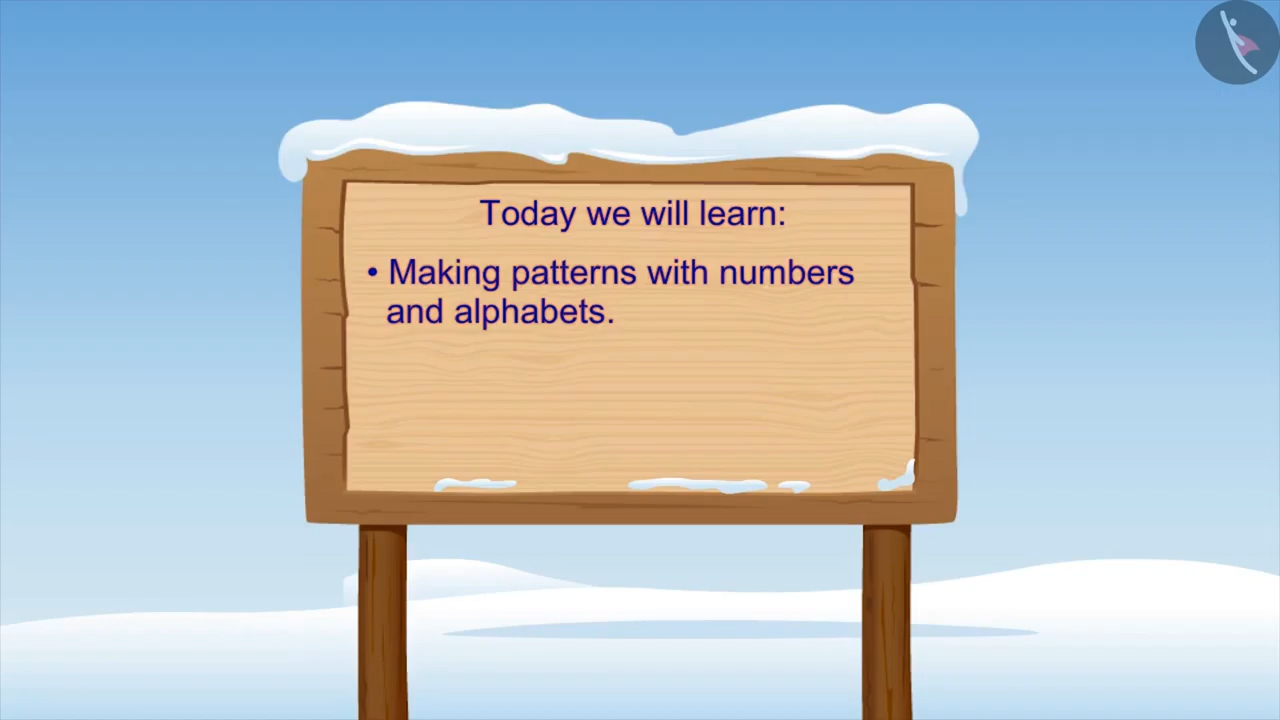 Today we will learn:
• Making patterns with numbers
and alphabets.